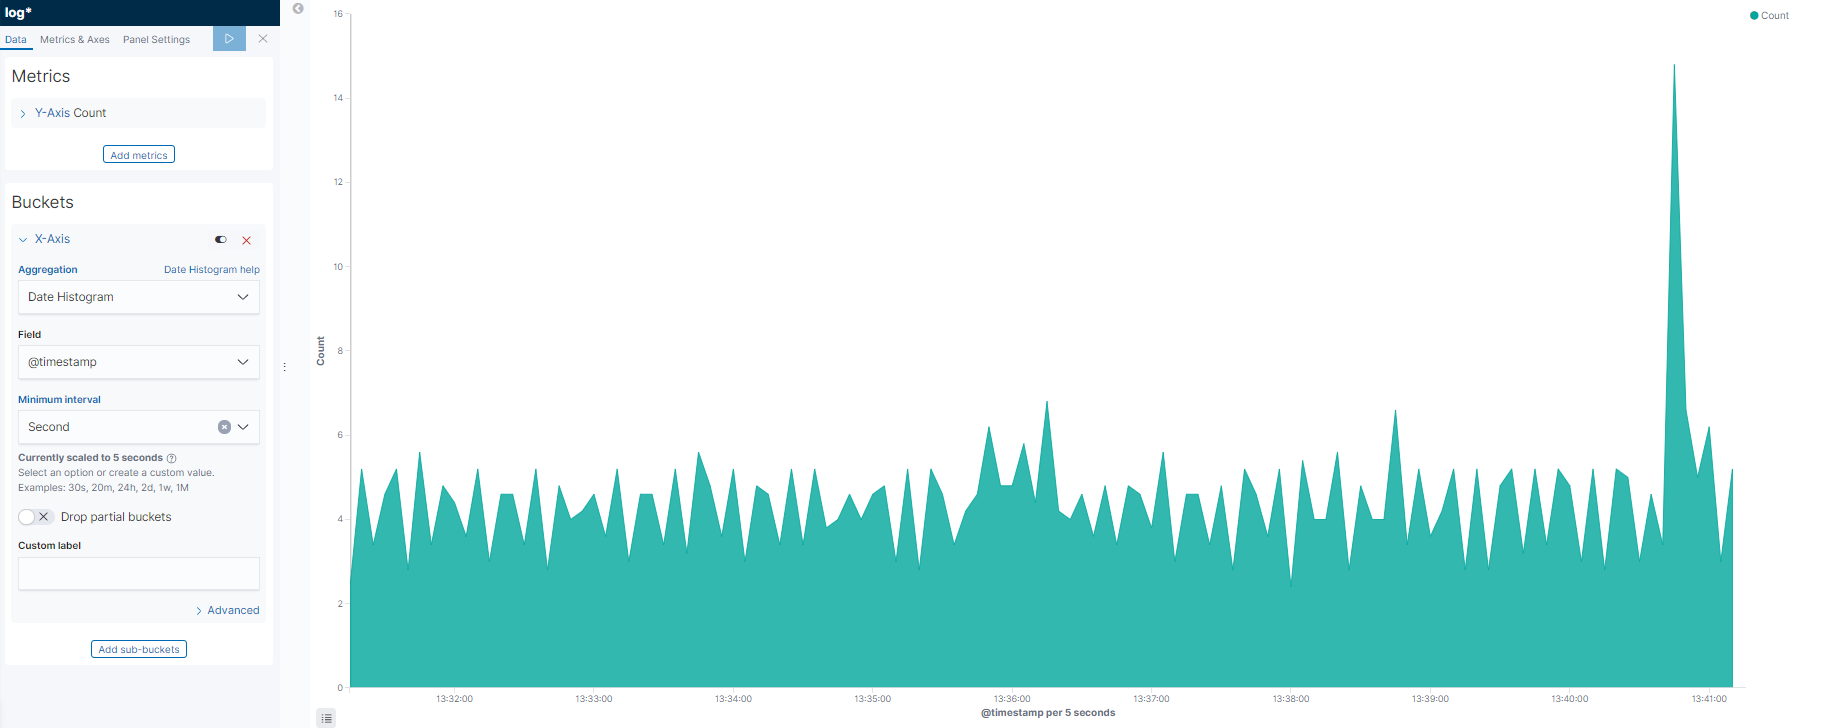 log*
Data Metrics & Axes Panel Settings
Metrics
Y-Axis Count
Add metrics
Buckets
X-Axis
Aggregation Date Histogram help
Date Histogram
Field
@timestamp
Minimum interval
Second
Currently scaled to 5 seconds
Select an option or create a custom value.
Examples: 30s, 20m, 24h, 2d, 1w, 1M
Drop partial buckets
Custom label
Advanced
Add sub-buckets
Count
16
14
12
10
8
6
4
2
0
Count
13:32:00 13:33:00 13:34:00 13:35:00 13:36:00 13:37:00 13:38:00 13:39:00 13:40:00 13:41:00
@timestamp per 5 seconds